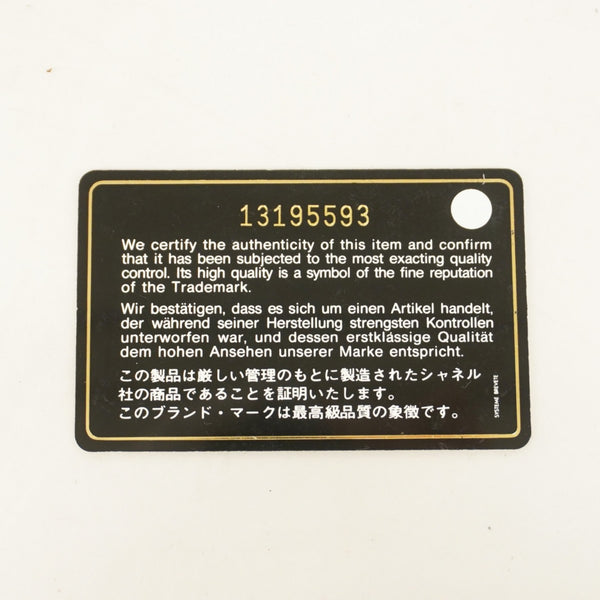 13195593
We certify the authenticity of this item and confirm
that it has been subjected to the most exacting quality
control. Its high quality is a symbol of the fine reputation
of the Trademark.
Wir bestätigen, dass es sich um einen Artikel handelt,
der während seiner Herstellung strengsten Kontrollen
unterworfen war, und dessen erstklässige Qualität
dem hohen Ansehen unserer Marke entspricht.
この製品は厳しい管理のもとに製造されたシャネル
社の商品であることを証明いたします。
このブランド・マークは最高級品質の象徴です。
SYSTEME BREVETE